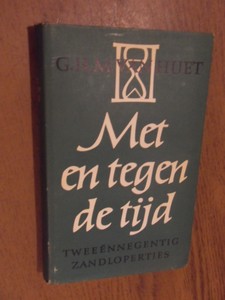 Met
en tegen
de tijd
TWEEËNNEGENTIG
ZANDLOPERTJES